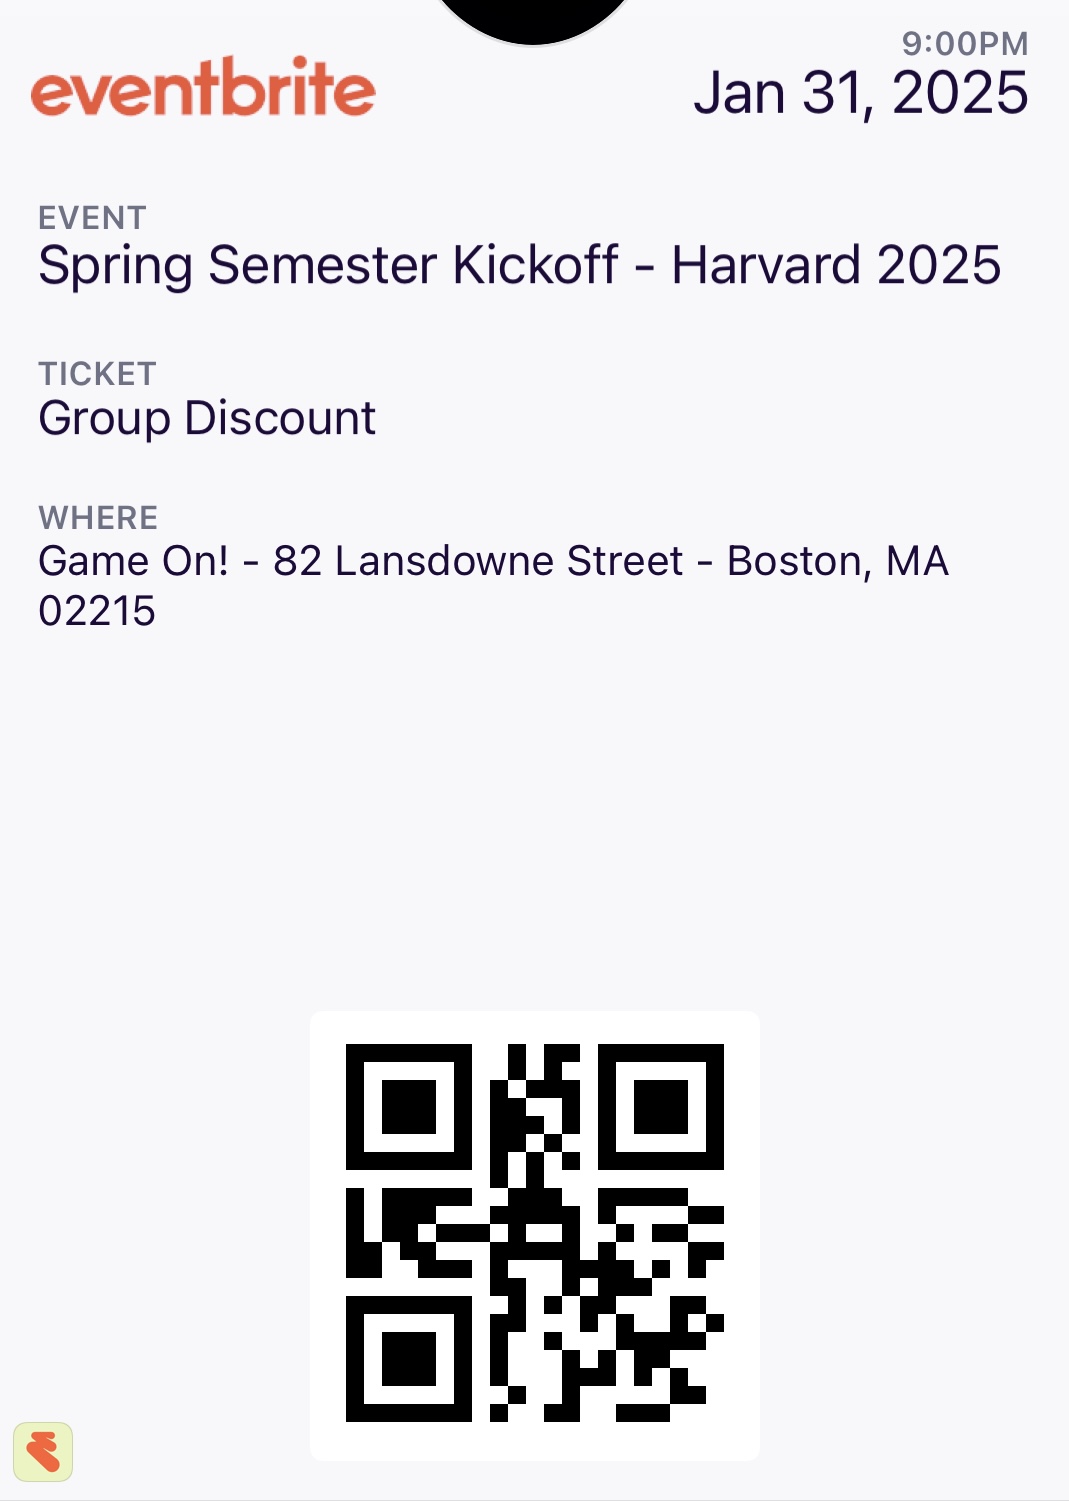 eventbrite
9:00PM
Jan 31, 2025
EVENT
Spring Semester Kickoff - Harvard 2025
TICKET
Group Discount
WHERE
Game On! - 82 Lansdowne Street - Boston, MA
02215